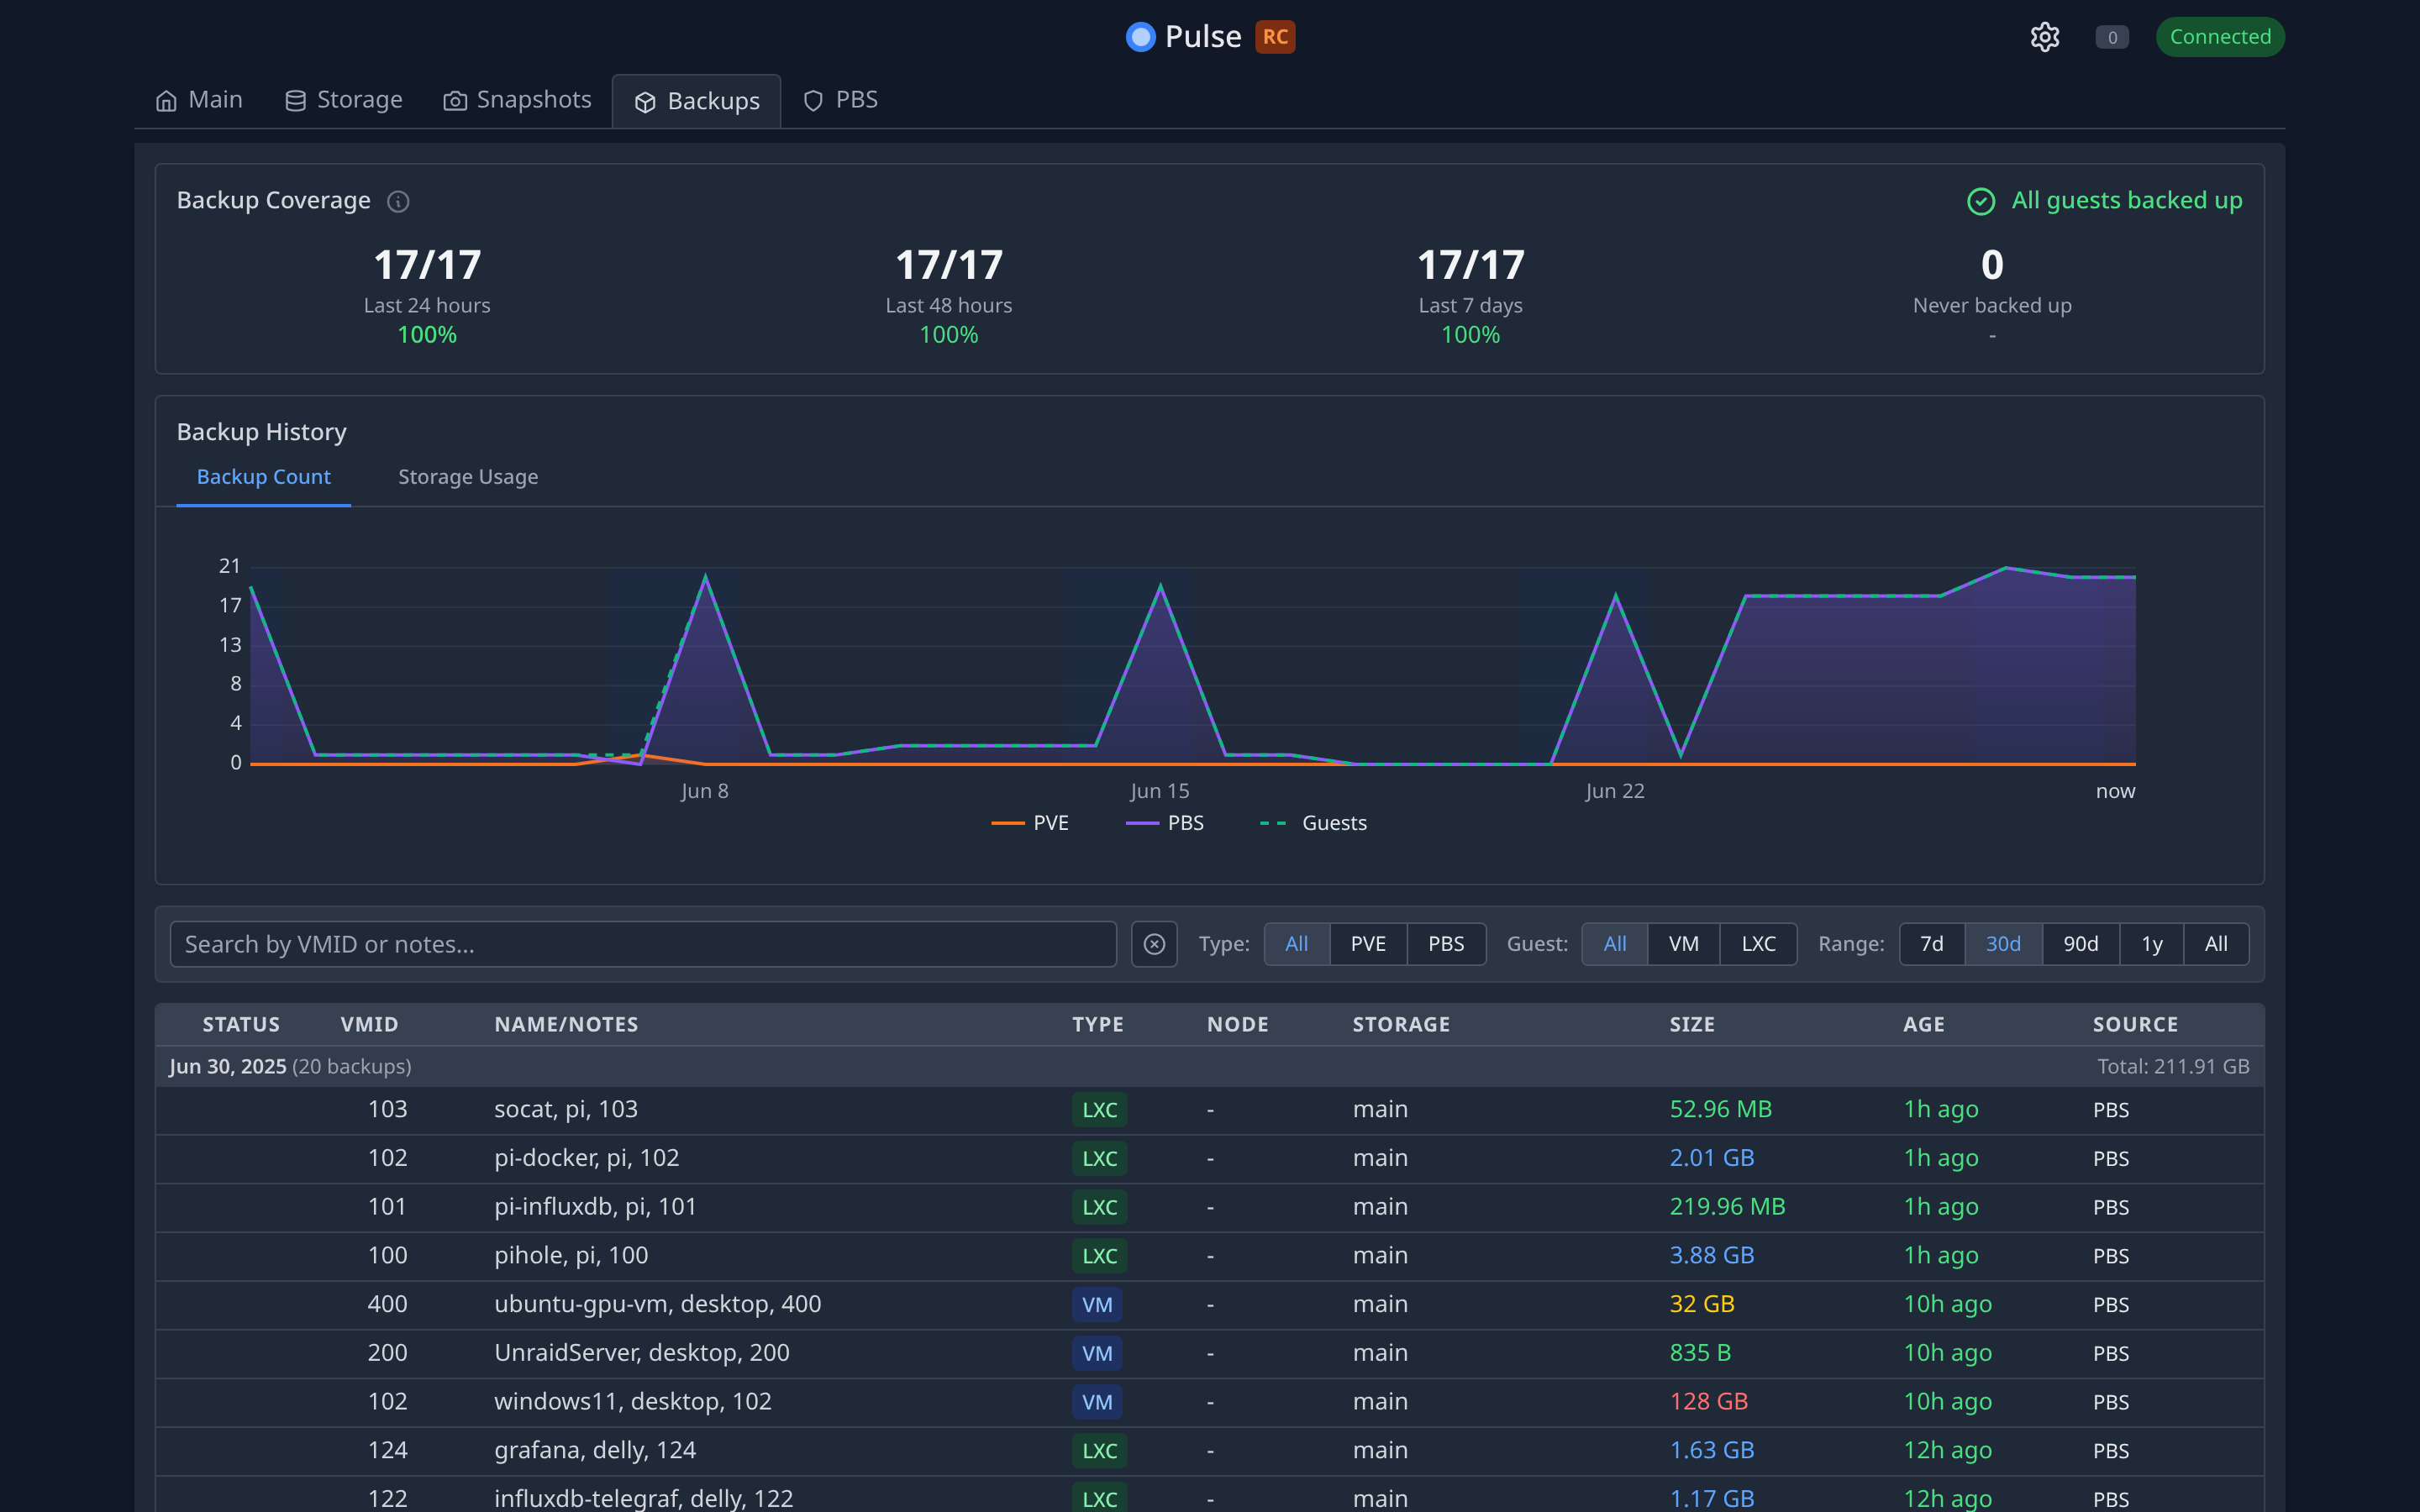 Pulse RC
0 Connected
Main Storage Snapshots Backups PBS
Backup Coverage All guests backed up
17/17 17/17 17/17 0
Last 24 hours Last 48 hours Last 7 days Never backed up
100% 100% 100% -
Backup History
Backup Count Storage Usage
21
17
13
8
4
0
Jun 8 Jun 15 Jun 22 now
PVE PBS Guests
Search by VMID or notes... Type: All PVE PBS Guest: All VM LXC Range: 7d 30d 90d 1y All
STATUS VMID NAME/NOTES TYPE NODE STORAGE SIZE AGE SOURCE
Jun 30, 2025 (20 backups) Total: 211.91 GB
103 socat, pi, 103 LXC - main 52.96 MB 1h ago PBS
102 pi-docker, pi, 102 LXC - main 2.01 GB 1h ago PBS
101 pi-influxdb, pi, 101 LXC - main 219.96 MB 1h ago PBS
100 pihole, pi, 100 LXC - main 3.88 GB 1h ago PBS
400 ubuntu-gpu-vm, desktop, 400 VM - main 32 GB 10h ago PBS
200 UnraidServer, desktop, 200 VM - main 835 B 10h ago PBS
102 windows11, desktop, 102 VM - main 128 GB 10h ago PBS
124 grafana, delly, 124 LXC - main 1.63 GB 12h ago PBS
122 influxdb-telegraf, delly, 122 LXC - main 1.17 GB 12h ago PBS